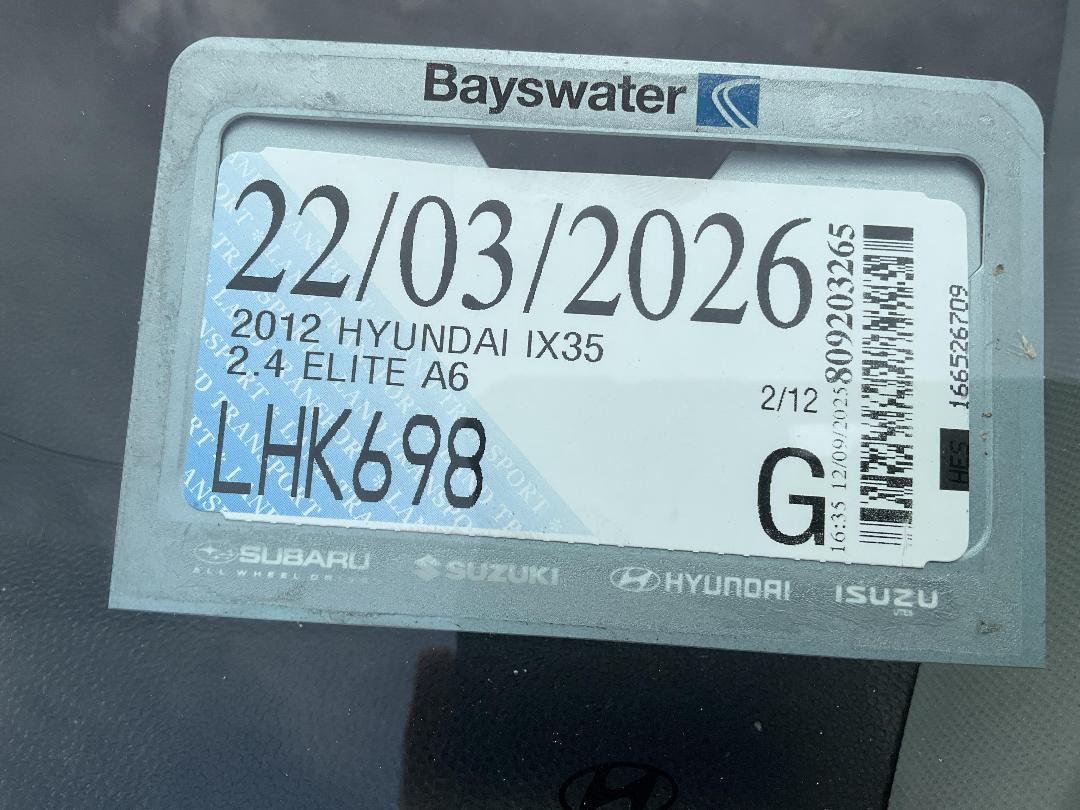 Bayswater
22/03/2026
2012 HYUNDAI IX35
2.4 ELITE A6
2/12
LHK698
G
16:35 12/09/2025 809203265
166526709
HES
SUBARU
ALL WHEEL DRIVE
SUZUKI
HYUNDAI
ISUZU